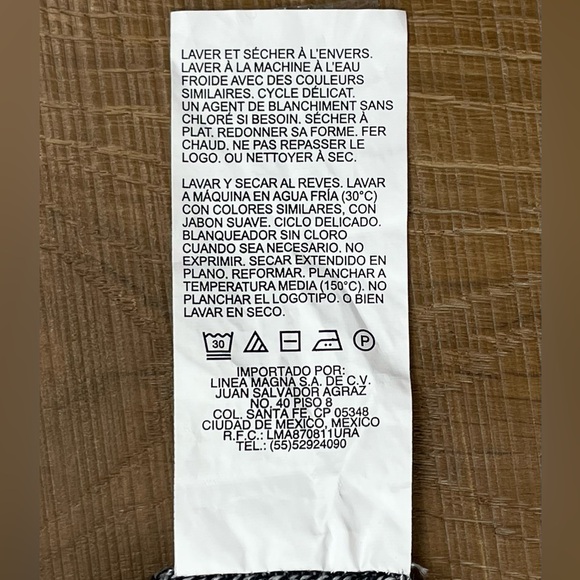 LAVER ET SÉCHER À L'ENVERS.
LAVER À LA MACHINE À L'EAU
FROIDE AVEC DES COULEURS
SIMILAIRES. CYCLE DÉLICAT.
UN AGENT DE BLANCHIMENT SANS
CHLORÉ SI BESOIN. SÉCHER À
PLAT. REDONNER SA FORME. FER
CHAUD. NE PAS REPASSER LE
LOGO. OU NETTOYER À SEC.
LAVAR Y SECAR AL REVES. LAVAR
A MÁQUINA EN AGUA FRÍA (30°C)
CON COLORES SIMILARES, CON
JABON SUAVE. CICLO DELICADO.
BLANQUEADOR SIN CLORO
CUANDO SEA NECESARIO. NO
EXPRIMIR. SECAR EXTENDIDO EN
PLANO. REFORMAR. PLANCHAR A
TEMPERATURA MEDIA (150°C). NO
PLANCHAR EL LOGOTIPO. O BIEN
LAVAR EN SECO.
30 P
IMPORTADO POR:
LINEA MAGNA S.A. DE C.V.
JUAN SALVADOR AGRAZ
NO. 40 PISO 8
COL. SANTA FE, CP 05348
CIUDAD DE MEXICO, MEXICO
R.F.C.: LMA870811URA
TEL.: (55)52924090